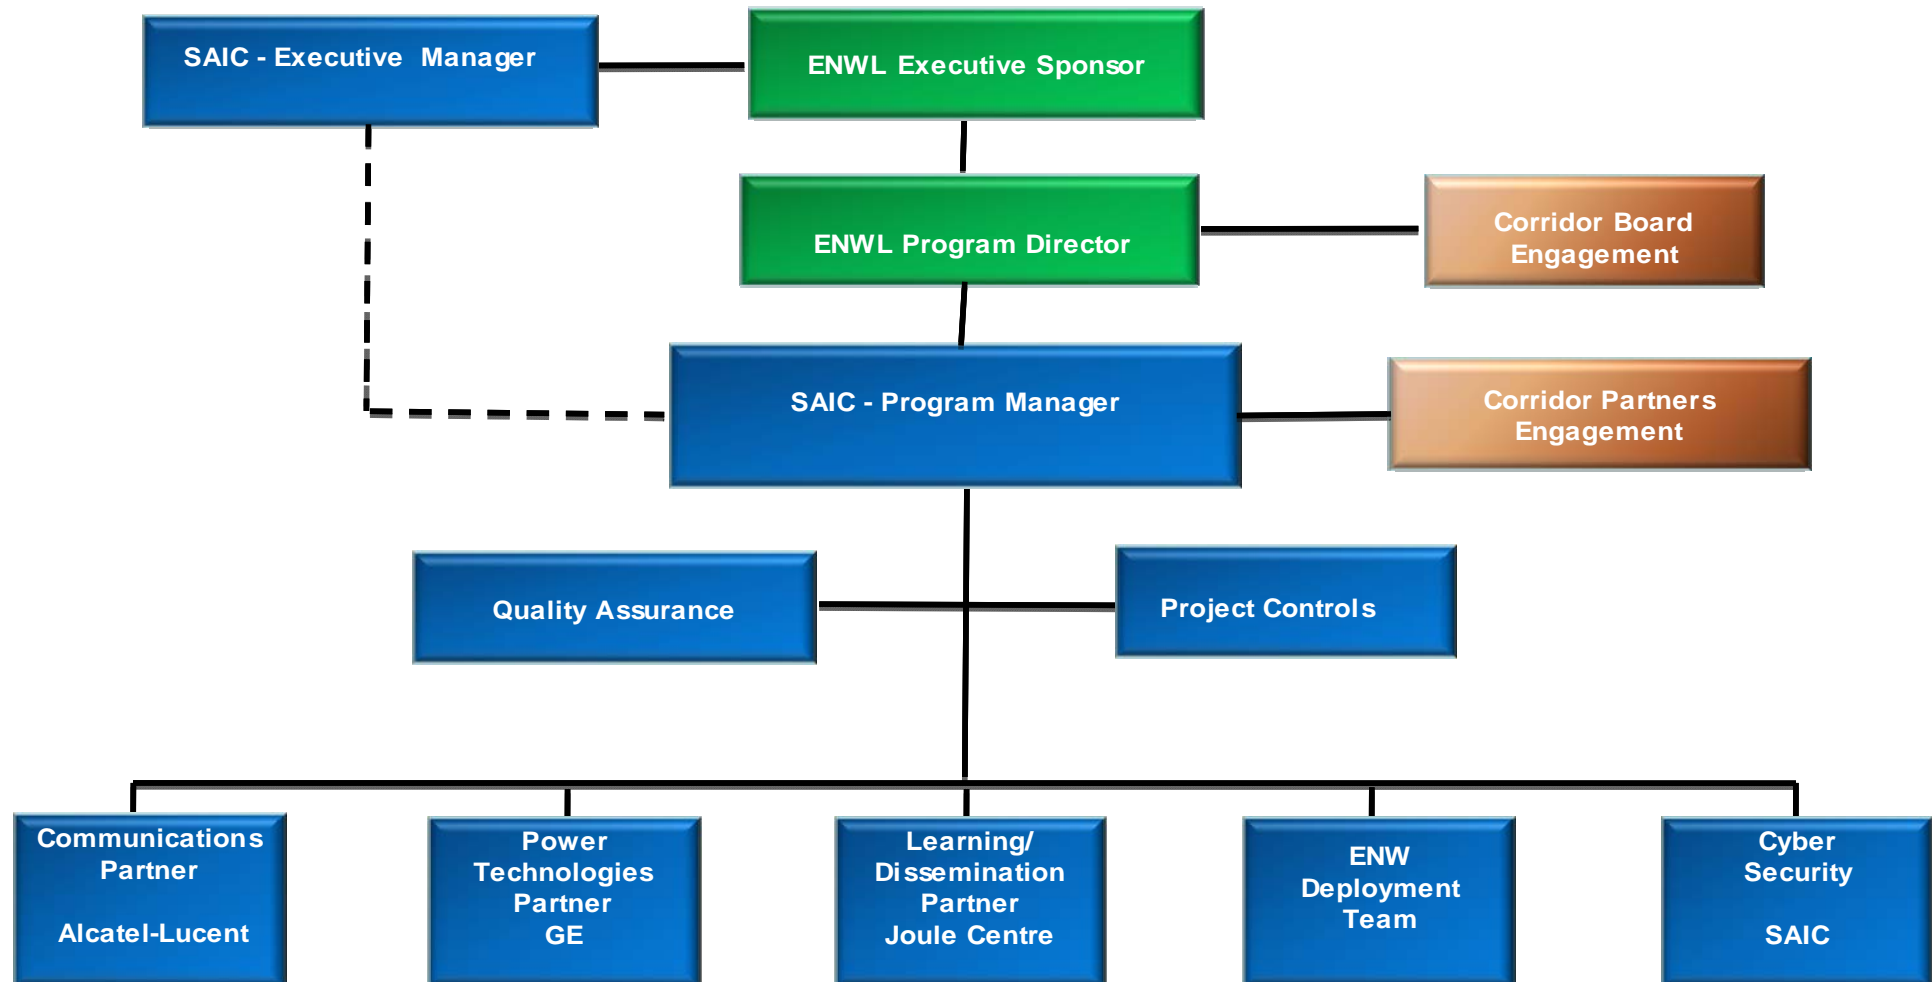 SAIC - Executive Manager
ENWL Executive Sponsor
ENWL Program Director
Corridor Board
Engagement
SAIC - Program Manager
Corridor Partners
Engagement
Quality Assurance
Project Controls
Communications
Partner
Alcatel-Lucent
Power
Technologies
Partner
GE
Learning/
Dissemination
Partner
Joule Centre
ENW
Deployment
Team
Cyber
Security
SAIC